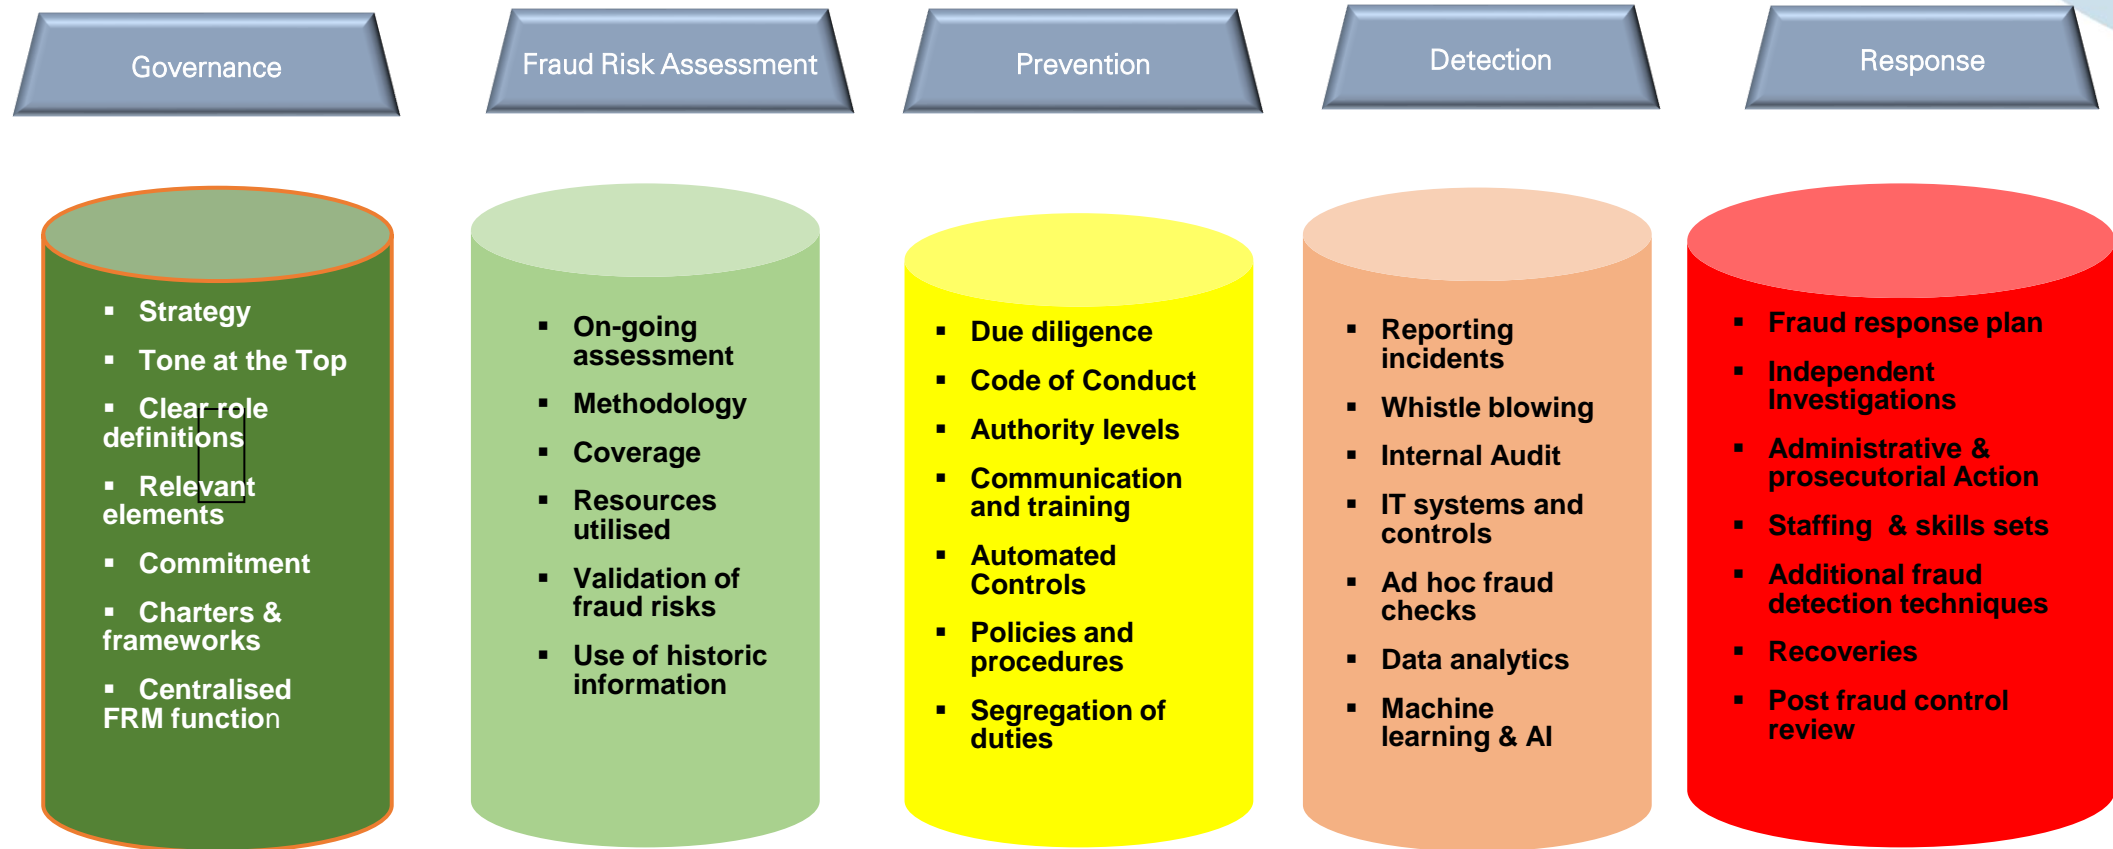 Governance
Fraud Risk Assessment
Prevention
Detection
Response
▪ Strategy
▪ Tone at the Top
▪ Clear role
definitions
▪ Relevant
elements
▪ Commitment
▪ Charters &
frameworks
▪ Centralised
FRM function
▪ On-going
assessment
▪ Methodology
▪ Coverage
▪ Resources
utilised
▪ Validation of
fraud risks
▪ Use of historic
information
▪ Due diligence
▪ Code of Conduct
▪ Authority levels
▪ Communication
and training
▪ Automated
Controls
▪ Policies and
procedures
▪ Segregation of
duties
▪ Reporting
incidents
▪ Whistle blowing
▪ Internal Audit
▪ IT systems and
controls
▪ Ad hoc fraud
checks
▪ Data analytics
▪ Machine
learning & AI
▪ Fraud response plan
▪ Independent
Investigations
▪ Administrative &
prosecutorial Action
▪ Staffing & skills sets
▪ Additional fraud
detection techniques
▪ Recoveries
▪ Post fraud control
review